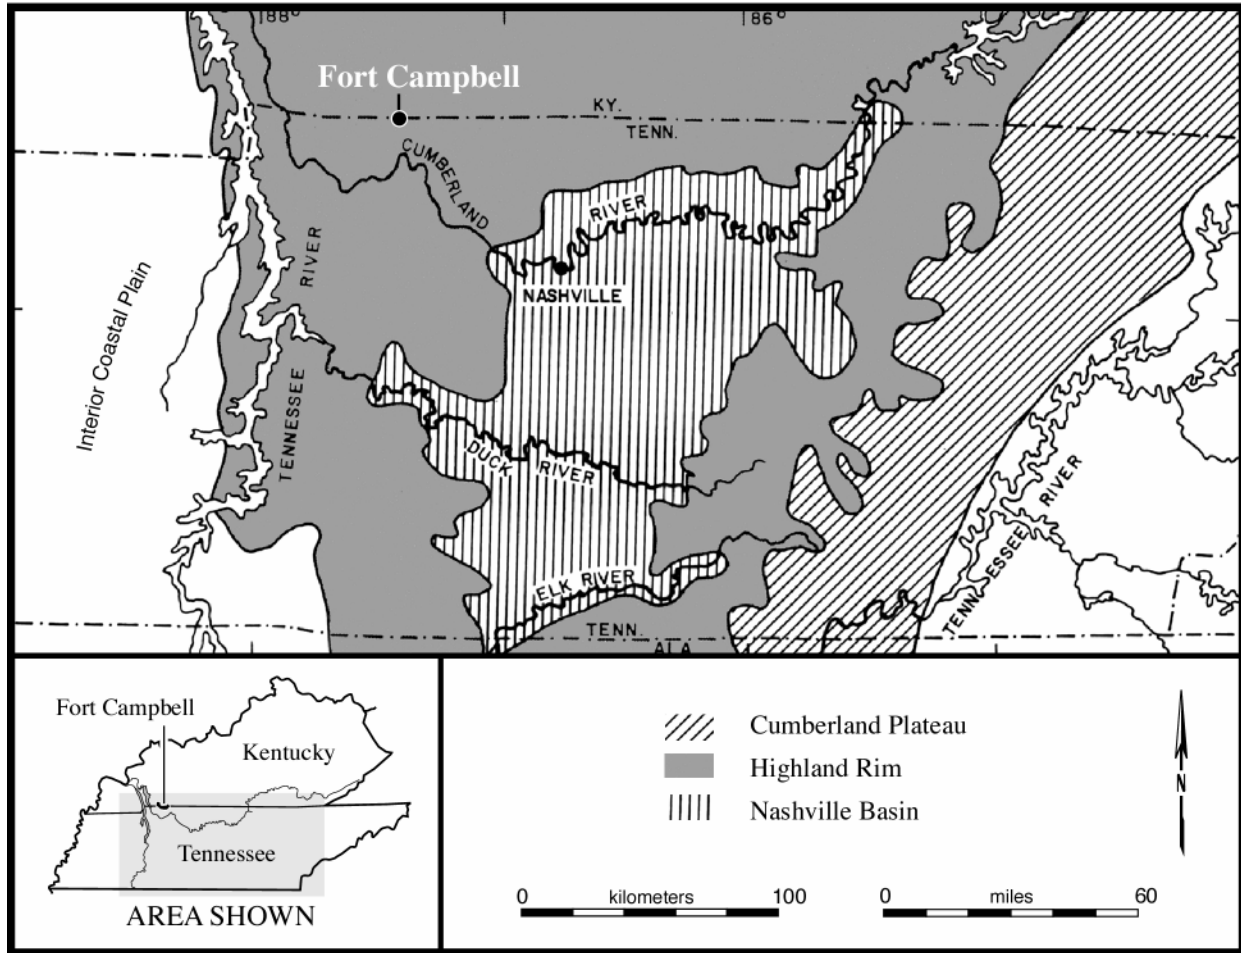 88°
86°
Fort Campbell
KY.
TENN.
CUMBERLAND
RIVER
NASHVILLE
RIVER
TENNESSEE
Interior Coastal Plain
DUCK
RIVER
ELK RIVER
TENN.
ALA
TENN ESSEE
RIVER
Fort Campbell
Kentucky
Tennessee
AREA SHOWN
Cumberland Plateau
Highland Rim
Nashville Basin
N
0 kilometers 100
0 miles 60